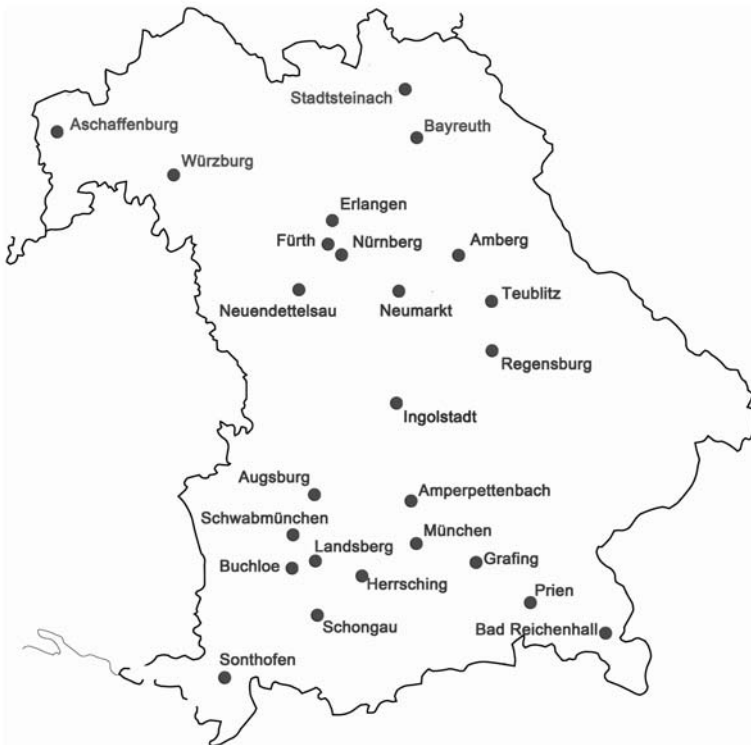 Stadtsteinach
Aschaffenburg
Bayreuth
Würzburg
Erlangen
Fürth
Nürnberg
Amberg
Neuendettelsau
Neumarkt
Teublitz
Regensburg
Ingolstadt
Augsburg
Amperpettenbach
Schwabmünchen
München
Landsberg
Grafing
Buchloe
Herrsching
Prien
Schongau
Bad Reichenhall
Sonthofen